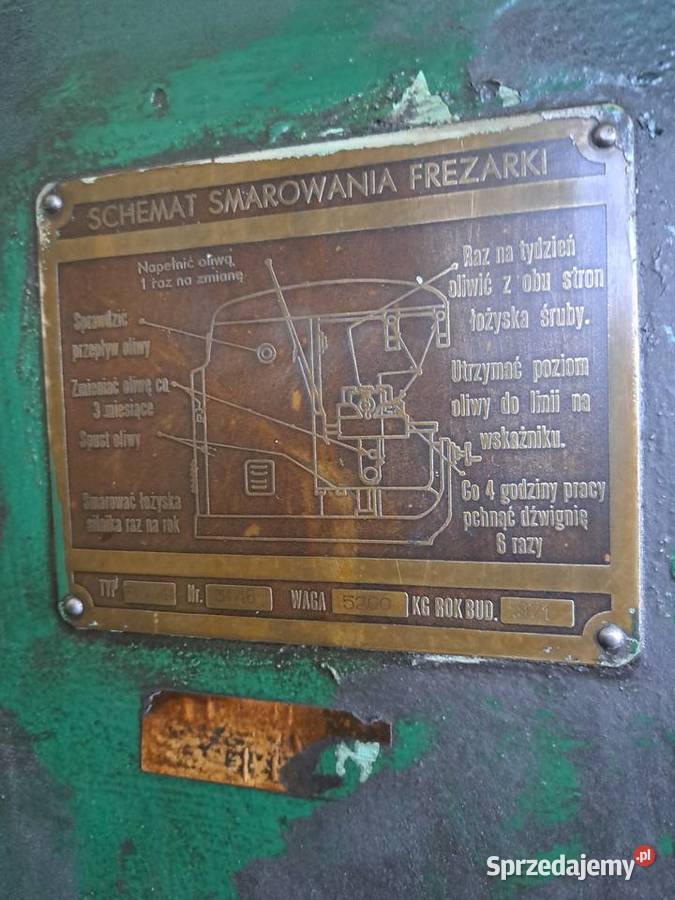 SCHEMAT SMAROWANIA FREZARKI
Napełnić oliwą
1 raz na zmianę
Raz na tydzień
oliwić z obu stron
łożyska śruby.
Sprawdzic
przepływ oliwy
Zmieniać oliwę co
3 miesiące
Spust oliwy
Smarować łożyska
silnika raz na rok
Utrzymać poziom
oliwy do linii na
wskaźniku.
Co 4 godziny pracy
pchnąć dźwignię
6 razy
TYP Nr. WAGA 5200 KG ROK BUD. 1971
Sprzedajemy.pl